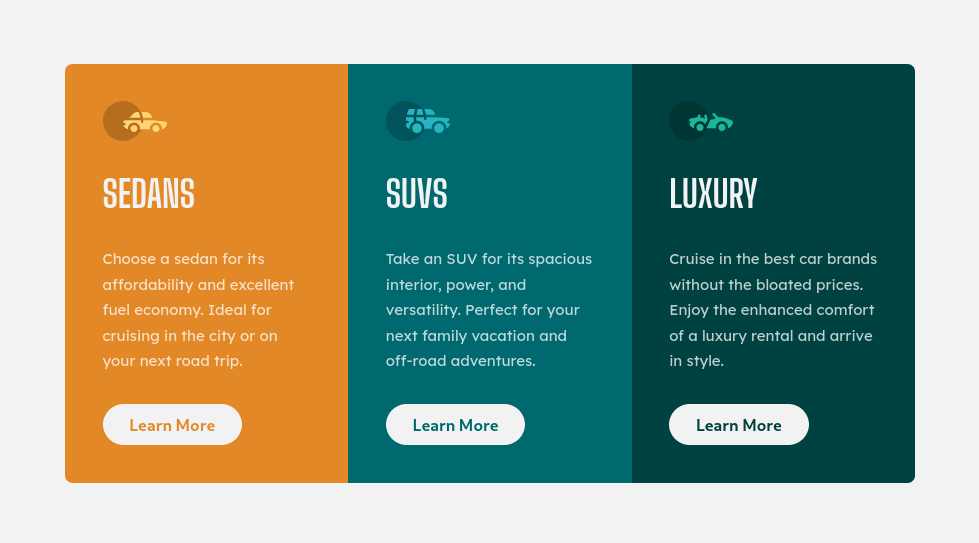 SEDANS
Choose a sedan for its
affordability and excellent
fuel economy. Ideal for
cruising in the city or on
your next road trip.
Learn More
SUVS
Take an SUV for its spacious
interior, power, and
versatility. Perfect for your
next family vacation and
off-road adventures.
Learn More
LUXURY
Cruise in the best car brands
without the bloated prices.
Enjoy the enhanced comfort
of a luxury rental and arrive
in style.
Learn More